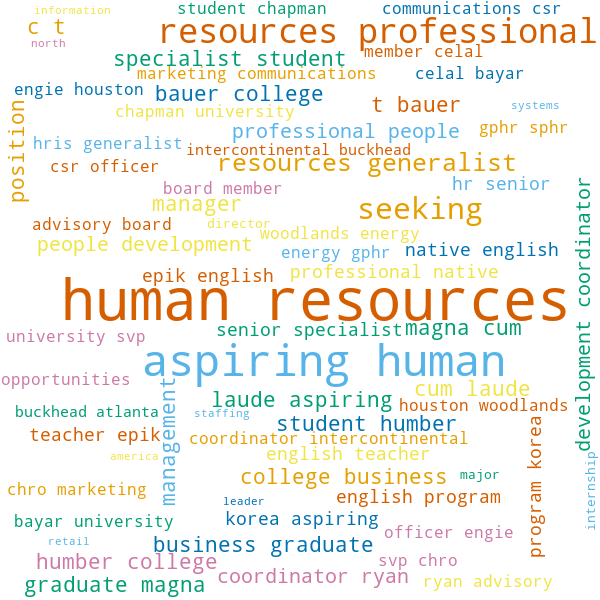 information
student chapman
communications csr
c t
resources professional
north
member celal
specialist student
marketing communications
celal bayar
engie houston
bauer college
t bauer
systems
position
chapman university
professional people
gphr sphr
hris generalist
intercontinental buckhead
csr officer
resources generalist
board member
hr senior
manager
seeking
advisory board
director
woodlands energy
people development
energy gphr
native english
development coordinator
epik english
professional native
human resources
university svp
senior specialist
magna cum
aspiring human
opportunities
management
cum laude
laude aspiring
houston woodlands
buckhead atlanta
staffing
student humber
teacher epik
coordinator intercontinental
program korea
america
english teacher
internship
college business
major
chro marketing
english program
leader
bayar university
korea aspiring
officer engie
retail
business graduate
humber college
svp chro
coordinator ryan
graduate magna
ryan advisory